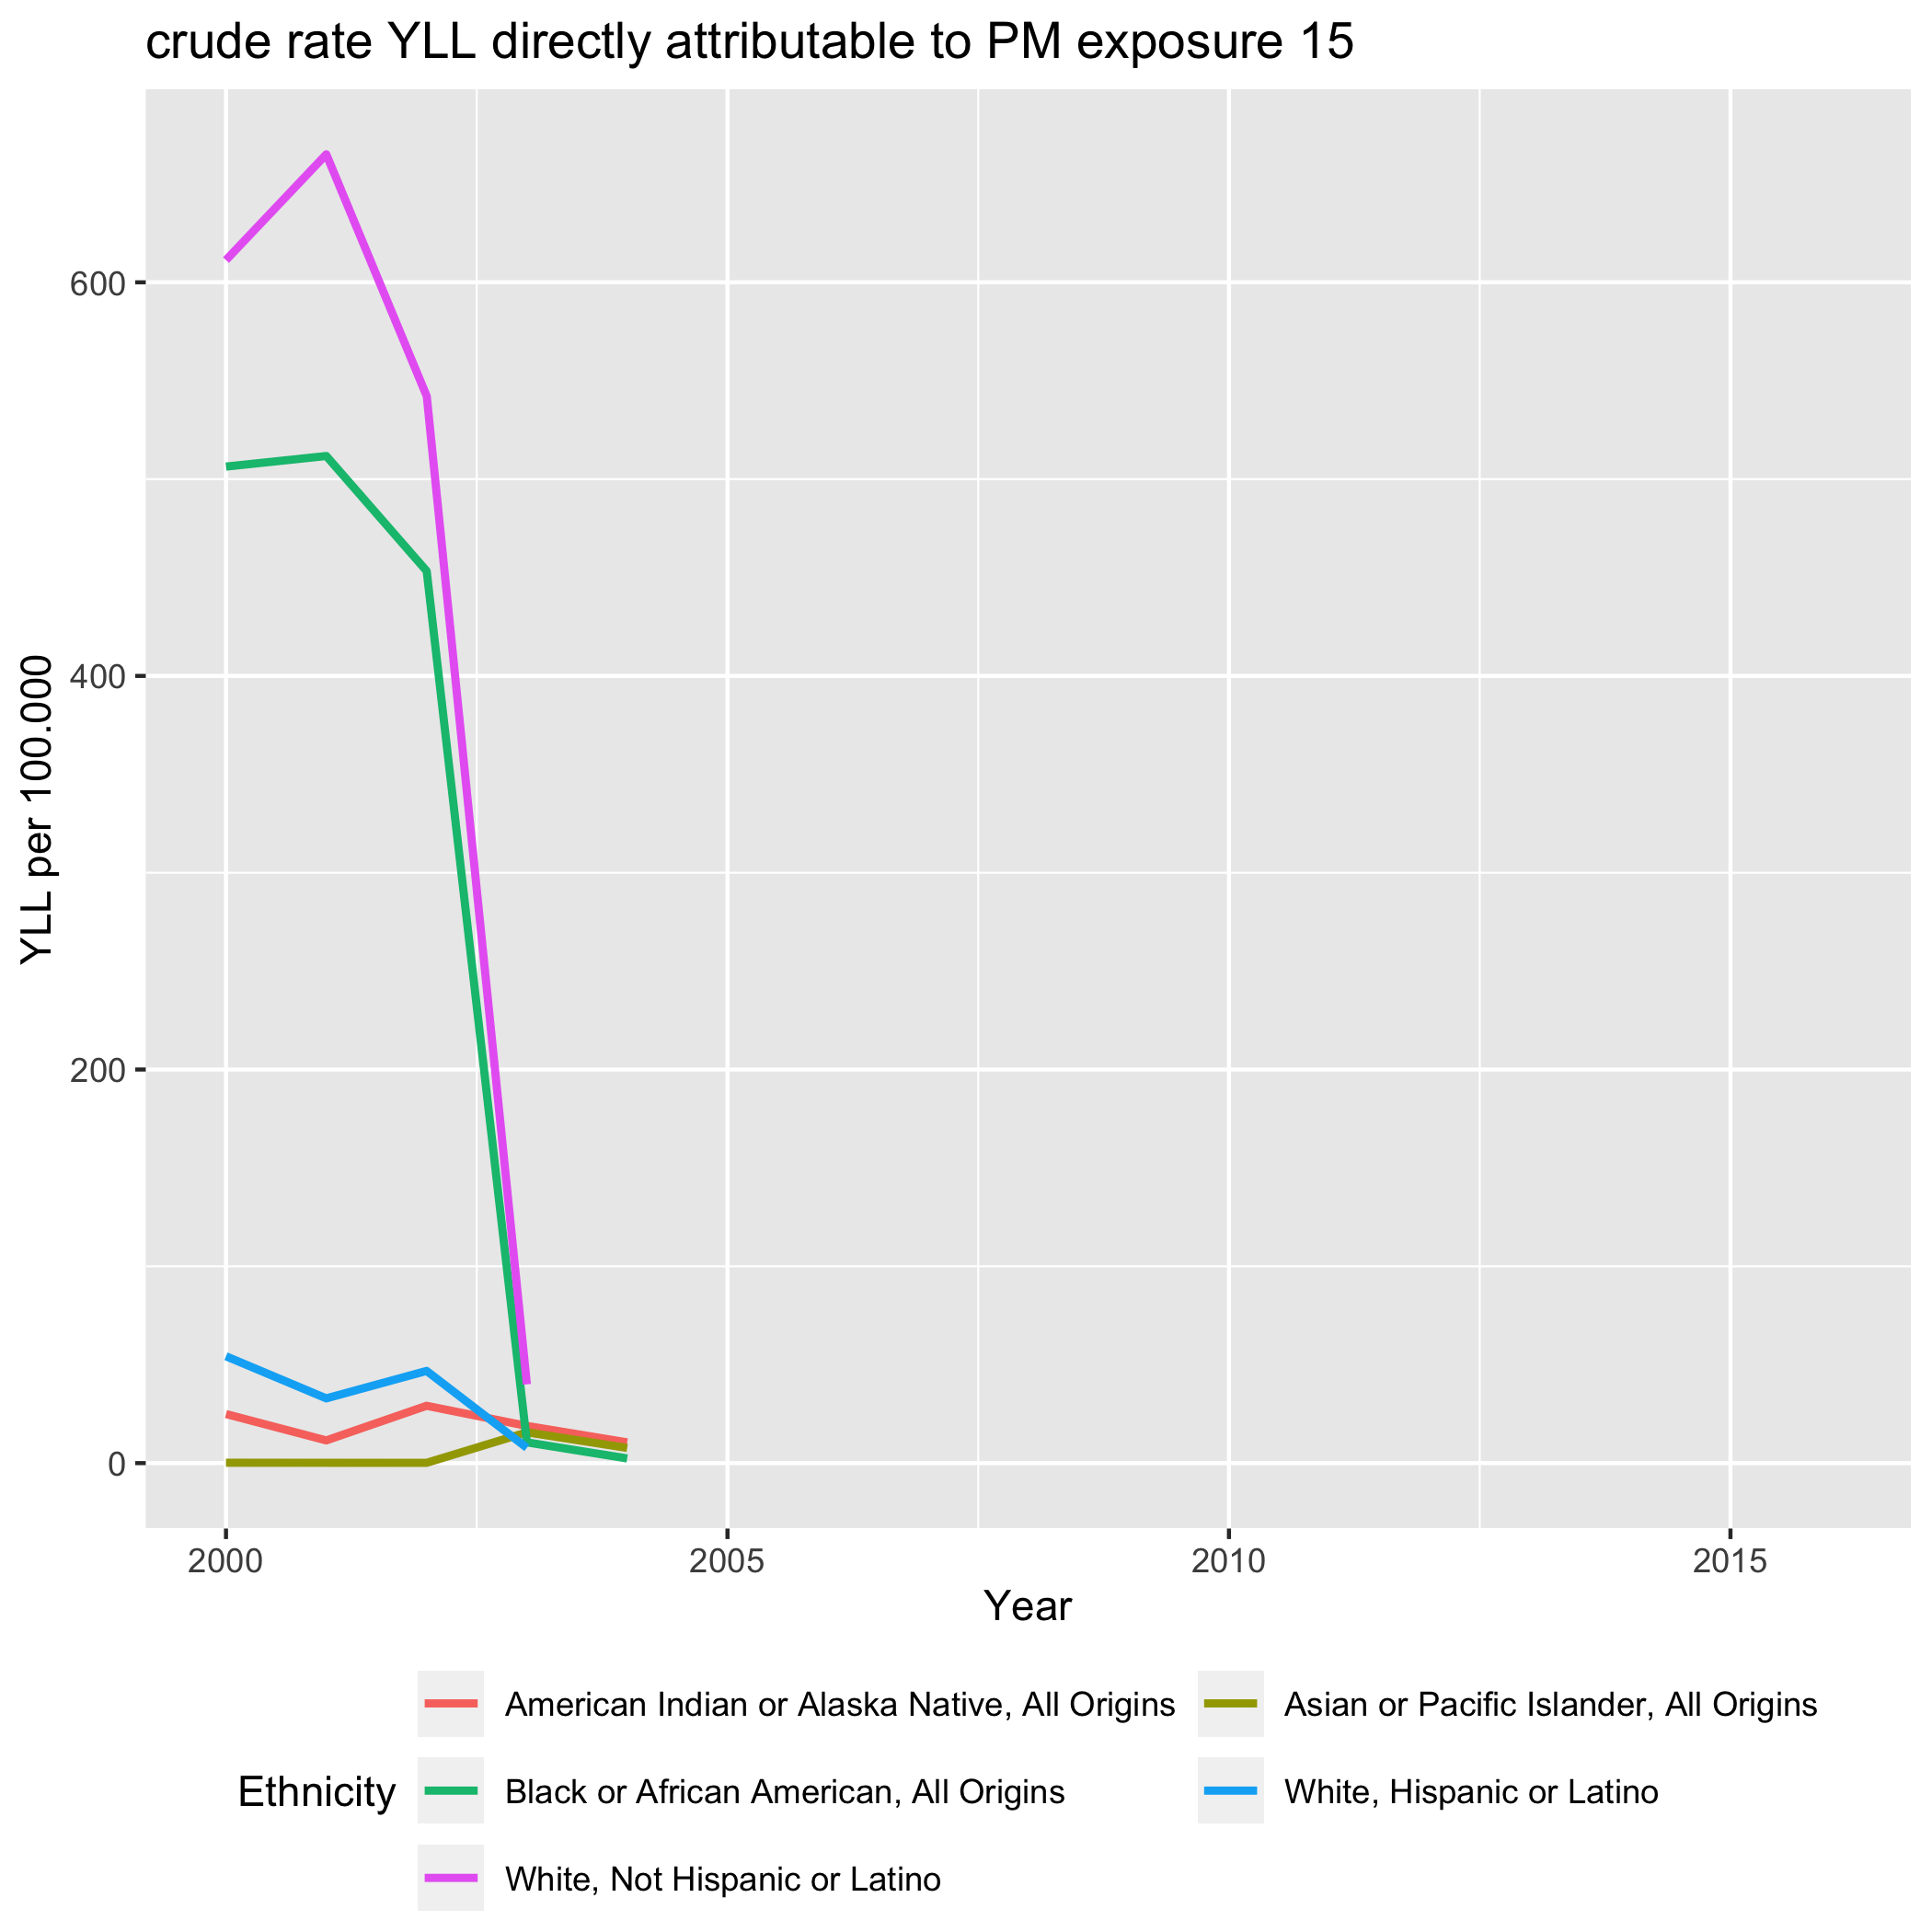 crude rate YLL directly attributable to PM exposure 15
YLL per 100.000
600
400
200
0
2000 2005 2010 2015
Year
Ethnicity
American Indian or Alaska Native, All Origins
Asian or Pacific Islander, All Origins
Black or African American, All Origins
White, Hispanic or Latino
White, Not Hispanic or Latino